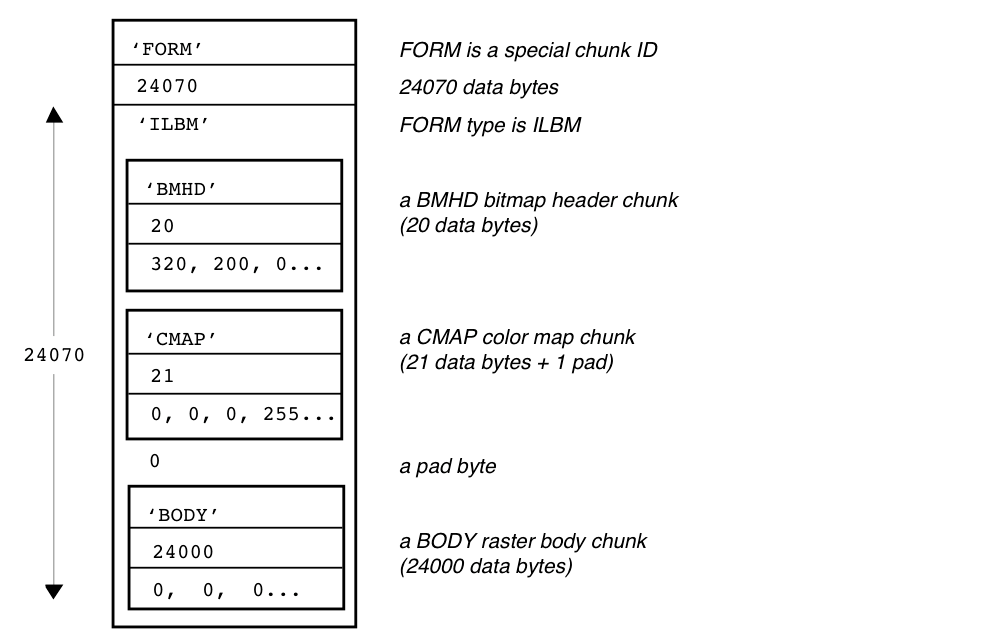 ‘FORM’ FORM is a special chunk ID
24070 24070 data bytes
‘ILBM’ FORM type is ILBM
‘BMHD’ a BMHD bitmap header chunk
20 (20 data bytes)
320, 200, 0...
‘CMAP’ a CMAP color map chunk
24070
21 (21 data bytes + 1 pad)
0, 0, 0, 255...
0 a pad byte
‘BODY’ a BODY raster body chunk
24000 (24000 data bytes)
0, 0, 0...